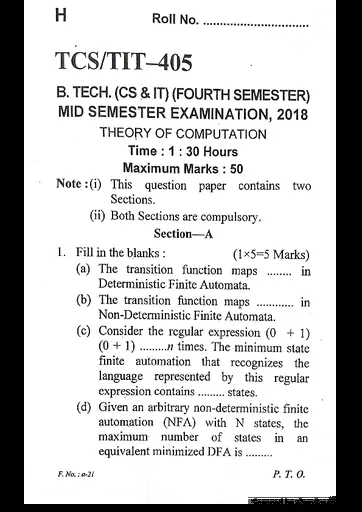 H
Roll No. ................................
TCS/TIT–405
B. TECH. (CS & IT) (FOURTH SEMESTER)
MID SEMESTER EXAMINATION, 2018
THEORY OF COMPUTATION
Time : 1 : 30 Hours
Maximum Marks : 50
Note : (i) This question paper contains two
Sections.
(ii) Both Sections are compulsory.
Section—A
1. Fill in the blanks : (1×5=5 Marks)
(a) The transition function maps ........ in
Deterministic Finite Automata.
(b) The transition function maps ............ in
Non-Deterministic Finite Automata.
(c) Consider the regular expression (0 + 1)
(0 + 1) .........n times. The minimum state
finite automation that recognizes the
language represented by this regular
expression contains ......... states.
(d) Given an arbitrary non-deterministic finite
automation (NFA) with N states, the
maximum number of states in an
equivalent minimized DFA is .........
F. No. : a-21 P. T. O.